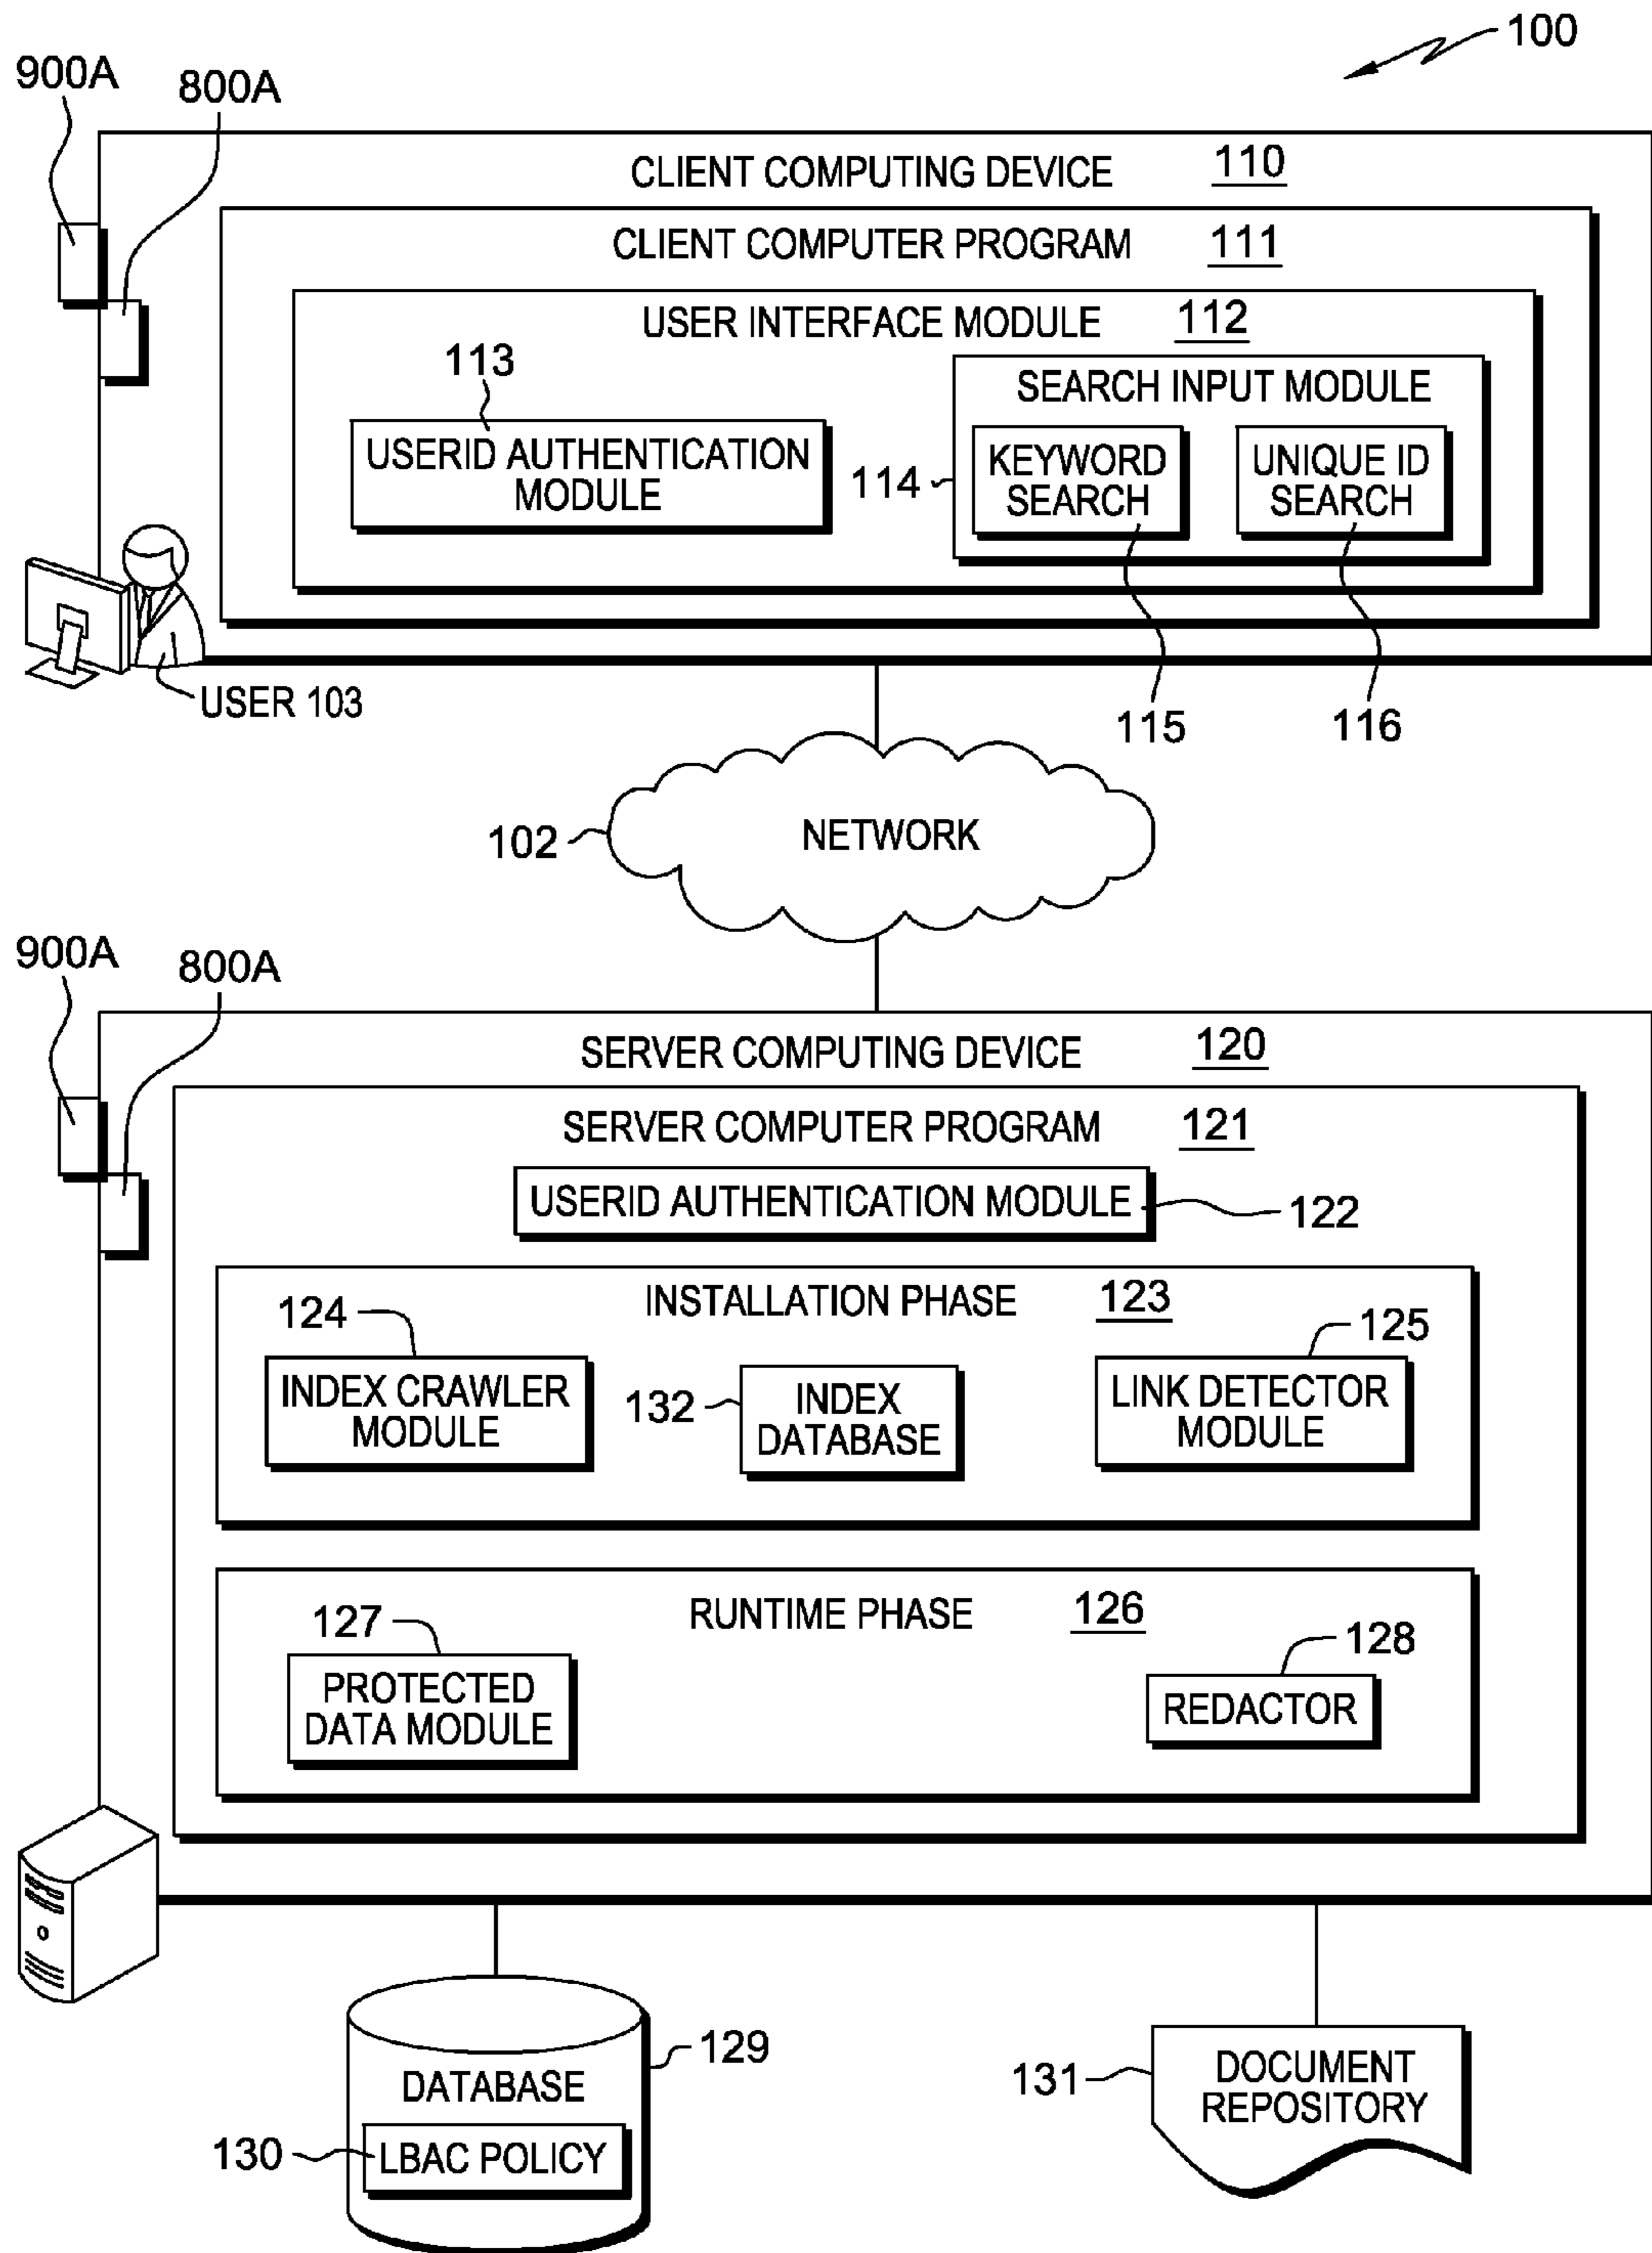 100
900A
800A
CLIENT COMPUTING DEVICE 110
CLIENT COMPUTER PROGRAM 111
USER INTERFACE MODULE 112
113
SEARCH INPUT MODULE
USERID AUTHENTICATION
MODULE
114
KEYWORD
SEARCH
UNIQUE ID
SEARCH
USER 103
115
116
102
NETWORK
900A
800A
SERVER COMPUTING DEVICE 120
SERVER COMPUTER PROGRAM 121
USERID AUTHENTICATION MODULE
122
INSTALLATION PHASE 123
124
125
INDEX CRAWLER
MODULE
132
INDEX
DATABASE
LINK DETECTOR
MODULE
RUNTIME PHASE 126
127
128
PROTECTED
DATA MODULE
REDACTOR
129
DATABASE
130
LBAC POLICY
131
DOCUMENT
REPOSITORY